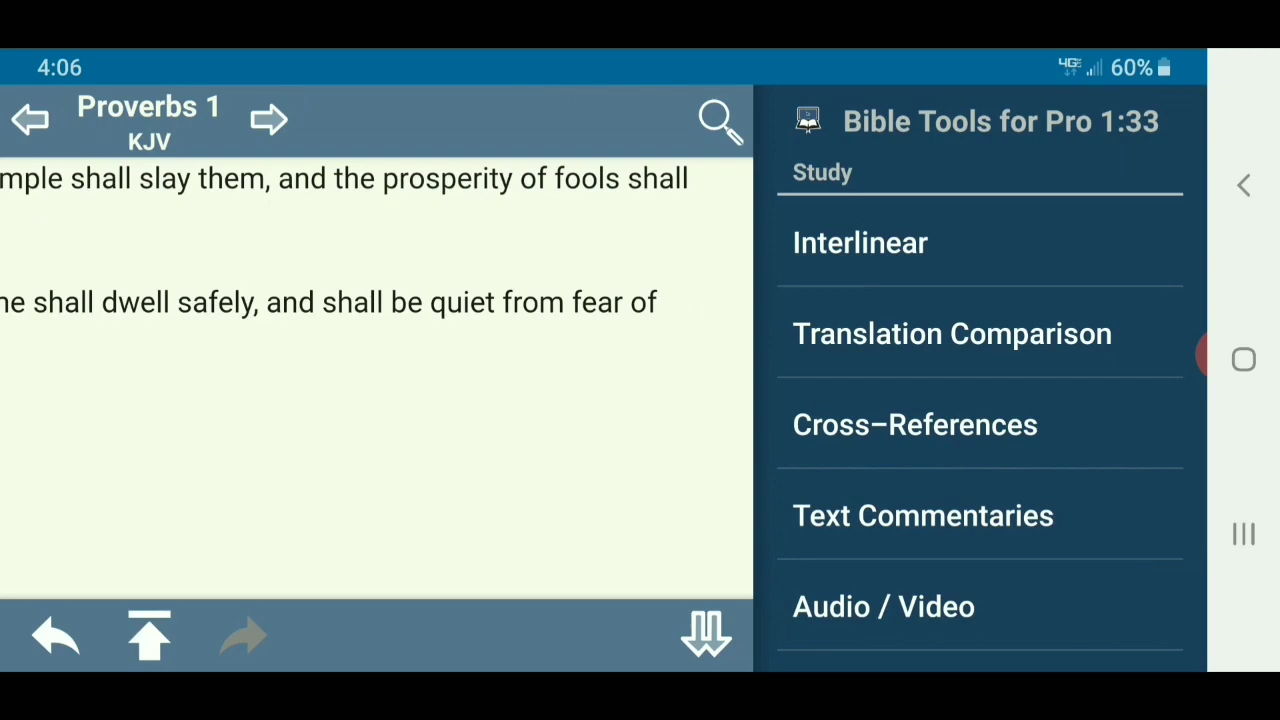 4:06
4GE 60%
Proverbs 1
KJV
mple shall slay them, and the prosperity of fools shall
he shall dwell safely, and shall be quiet from fear of
Bible Tools for Pro 1:33
Study
Interlinear
Translation Comparison
Cross–References
Text Commentaries
Audio / Video